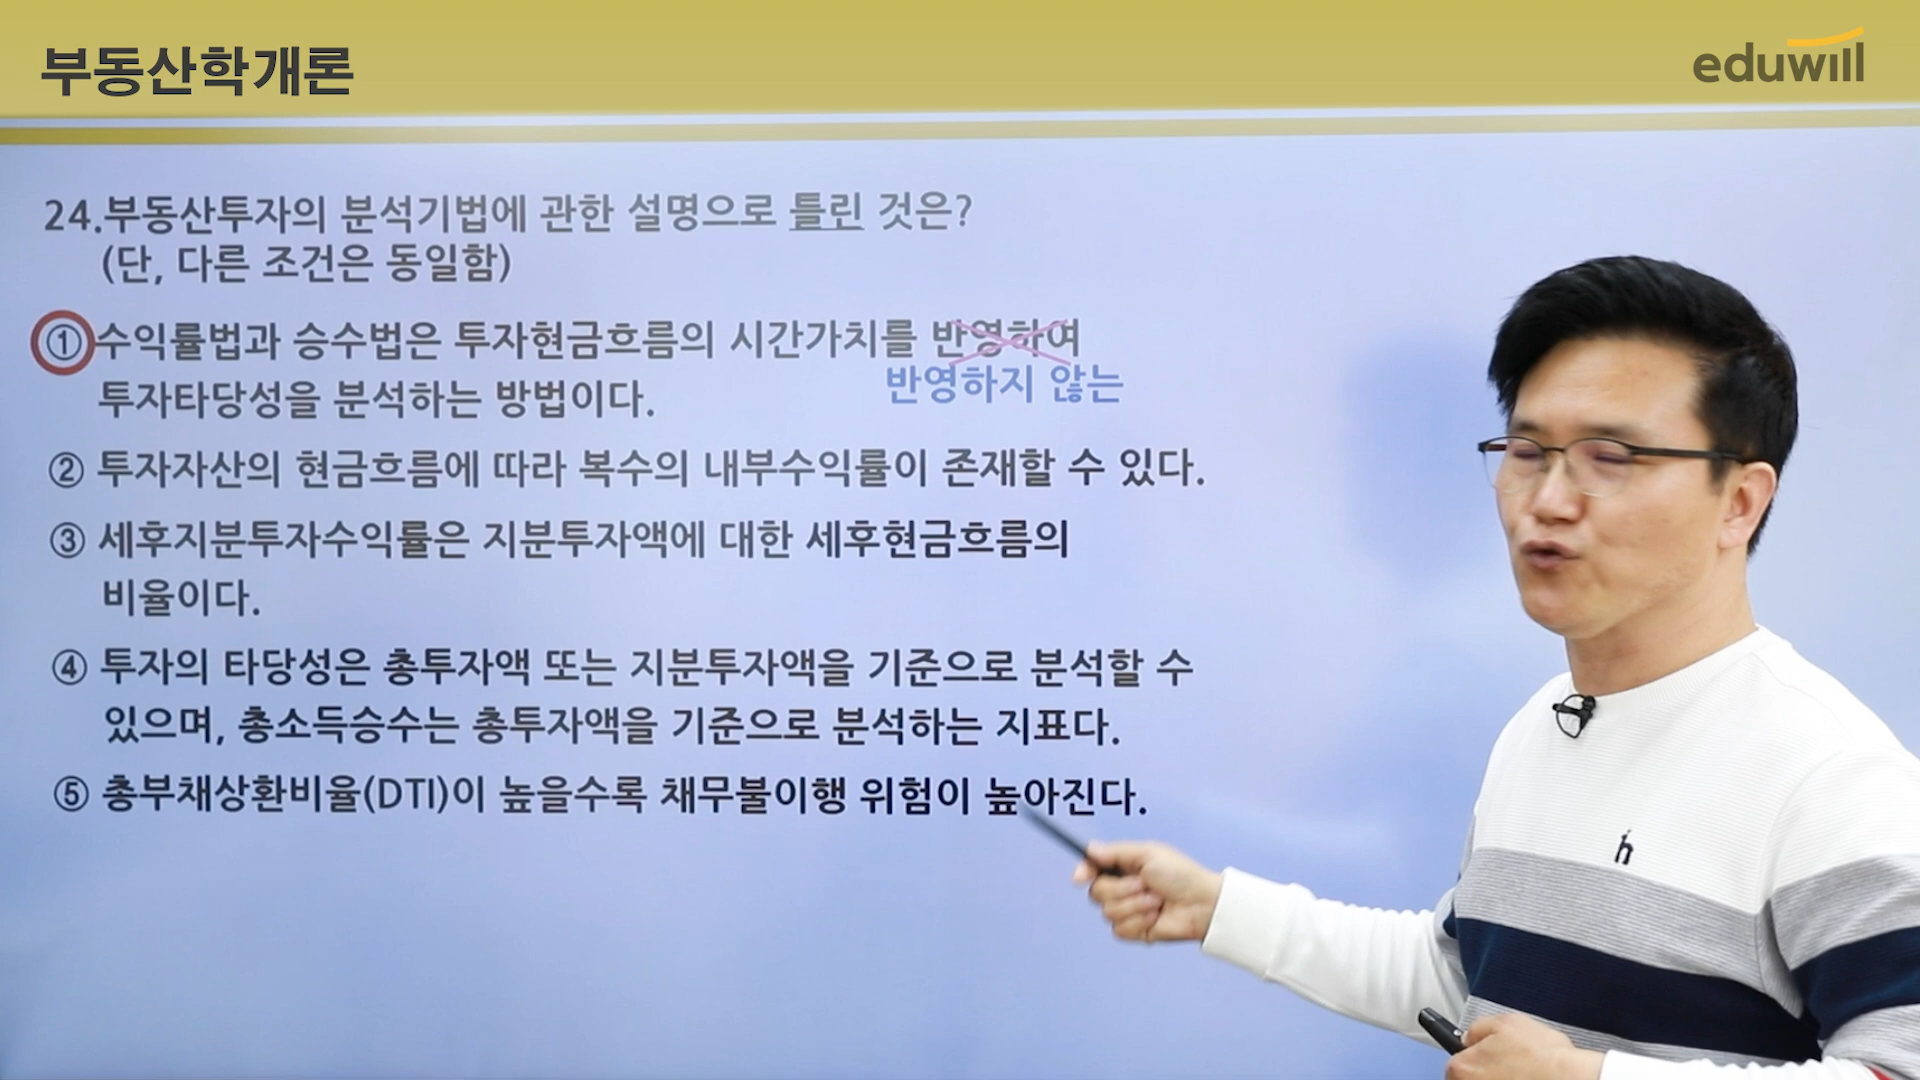 부동산학개론
eduwill
24.부동산투자의 분석기법에 관한 설명으로 틀린 것은?
(단, 다른 조건은 동일함)
① 수익률법과 승수법은 투자현금흐름의 시간가치를 반영하여
반영하지 않는
투자타당성을 분석하는 방법이다.
② 투자자산의 현금흐름에 따라 복수의 내부수익률이 존재할 수 있다.
③ 세후지분투자수익률은 지분투자액에 대한 세후현금흐름의
비율이다.
④ 투자의 타당성은 총투자액 또는 지분투자액을 기준으로 분석할 수
있으며, 총소득승수는 총투자액을 기준으로 분석하는 지표다.
⑤ 총부채상환비율(DTI)이 높을수록 채무불이행 위험이 높아진다.
h